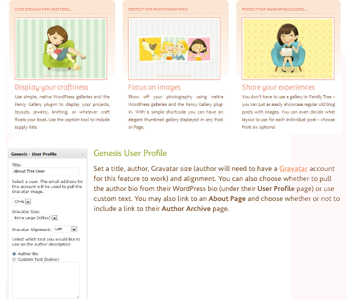 CUTE ENOUGH FOR CRAFTERS...
PERFECT FOR PHOTOGRAPHERS!
PERFECT FOR MOMMYBLOGGERS...
Display your craftiness
Use simple, native WordPress galleries and the
Fancy Gallery plugin to display your projects,
layouts, jewelry, knitting, or whatever craft
floats your boat. Use the caption tool to include
supply lists.
Focus on images
Show off your photography using native
WordPress galleries and the Fancy Gallery plug-
in. With a simple shortcode you can have an
elegant thumbnail gallery displayed in any Post
or Page.
Share your experiences
You don't have to use a gallery in Family Tree -
you can just as easily showcase regular old blog
posts with images. You can even decide what
layout to use for each individual post - choose
from six options!
Genesis - User Profile
Title:
About This User
Select a user. The email address for
this account will be used to pull the
Gravatar image.
Chris
Gravatar Size:
Extra Large (125px)
Gravatar Alignment: Left
Select which text you would like to
use as the author description
Author Bio
Custom Text (below)
Genesis User Profile
Set a title, author, Gravatar size (author will need to have a Gravatar account
for this feature to work) and alignment. You can also choose whether to pull
the author bio from their WordPress bio (under their User Profile page) or use
custom text. You may also link to an About Page and choose whether or not to
include a link to their Author Archive page.